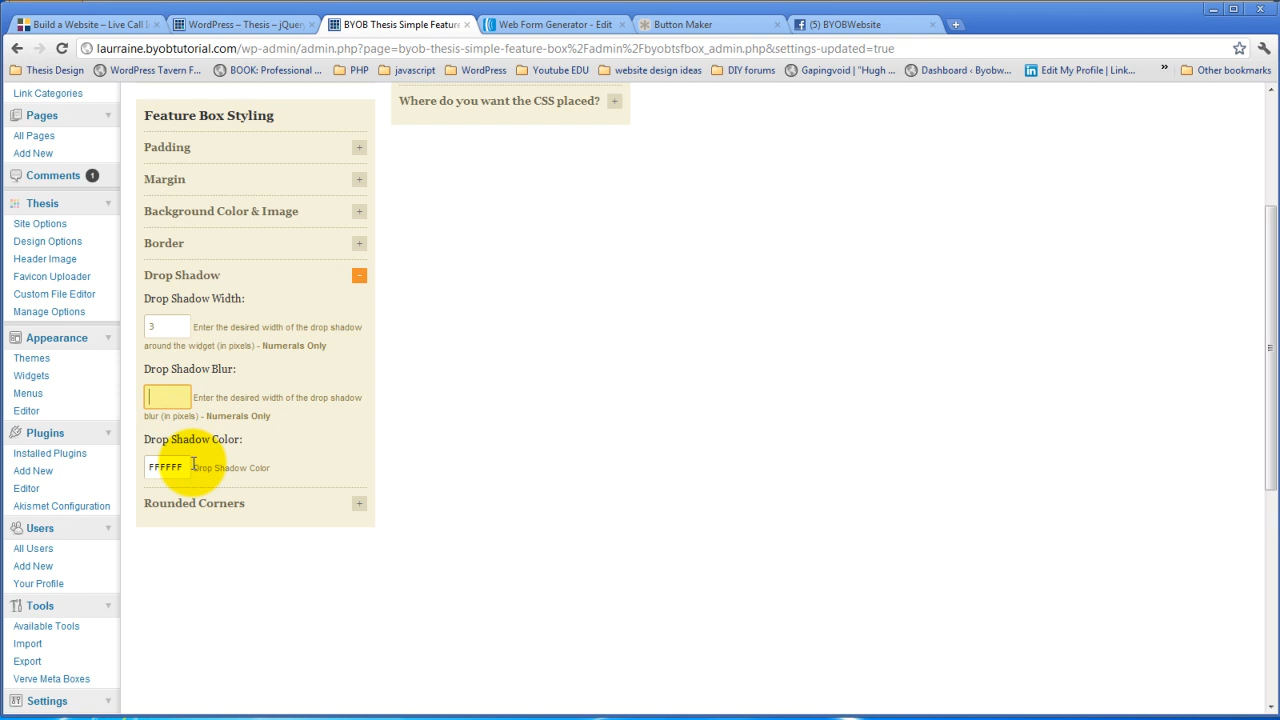 Build a Website – Live Call I
WordPress – Thesis – jQuery
BYOB Thesis Simple Feature
Web Form Generator - Edit
Button Maker
(5) BYOBWebsite
laurraine.byobtutorial.com/wp-admin/admin.php?page=byob-thesis-simple-feature-box%2Fadmin%2Fbyobtsfbox_admin.php&settings-updated=true
Thesis Design
WordPress Tavern F...
BOOK: Professional ...
PHP
javascript
WordPress
Youtube EDU
website design ideas
DIY forums
Gapingvoid | "Hugh ...
Dashboard ‹ Byobw...
Edit My Profile | Link...
»
Other bookmarks
Link Categories
Pages
All Pages
Add New
Comments 1
Thesis
Site Options
Design Options
Header Image
Favicon Uploader
Custom File Editor
Manage Options
Appearance
Themes
Widgets
Menus
Editor
Plugins
Installed Plugins
Add New
Editor
Akismet Configuration
Users
All Users
Add New
Your Profile
Tools
Available Tools
Import
Export
Verve Meta Boxes
Settings
Feature Box Styling
Padding +
Margin +
Background Color & Image +
Border +
Drop Shadow -
Drop Shadow Width:
3 Enter the desired width of the drop shadow
around the widget (in pixels) - Numerals Only
Drop Shadow Blur:
Enter the desired width of the drop shadow
blur (in pixels) - Numerals Only
Drop Shadow Color:
FFFFFF Drop Shadow Color
Rounded Corners +
Where do you want the CSS placed? +